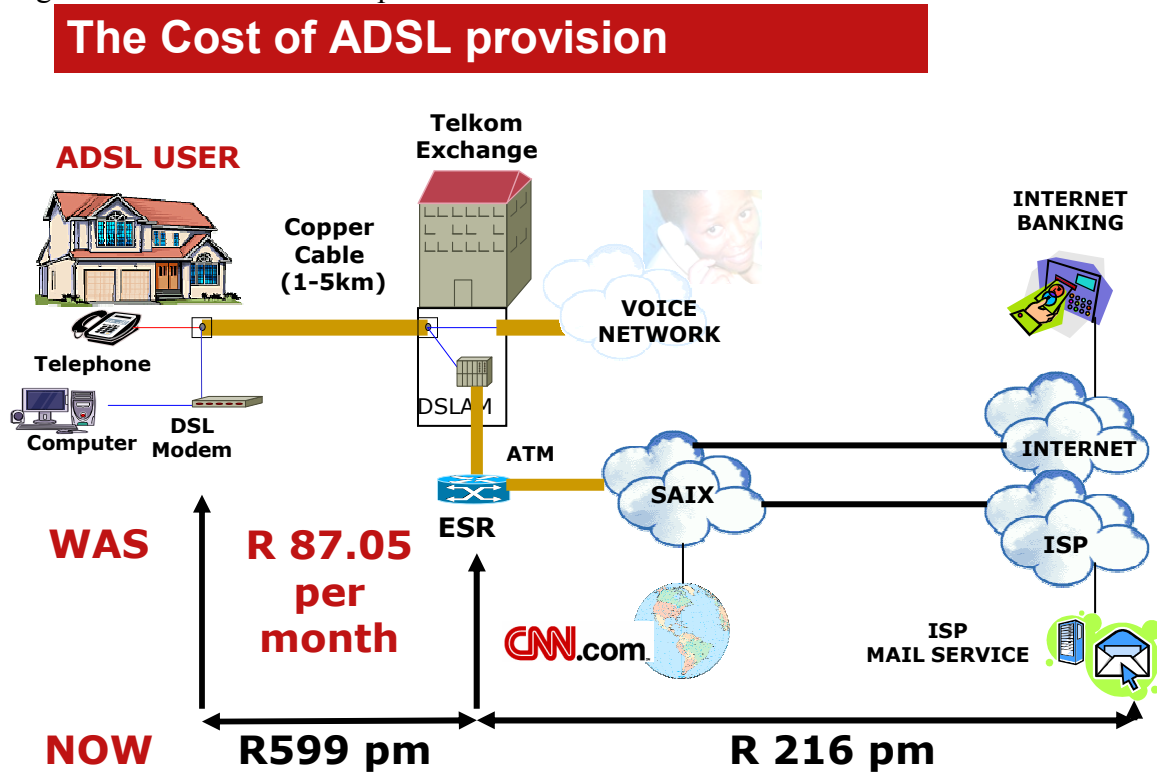 The Cost of ADSL provision
Telkom
Exchange
ADSL USER
INTERNET
BANKING
Copper
Cable
(1-5km)
VOICE
NETWORK
Telephone
DSLAM
Computer
DSL
Modem
ATM
INTERNET
SAIX
ESR
ISP
WAS
R 87.05
per
month
CNN.com
ISP
MAIL SERVICE
NOW
R599 pm
R 216 pm